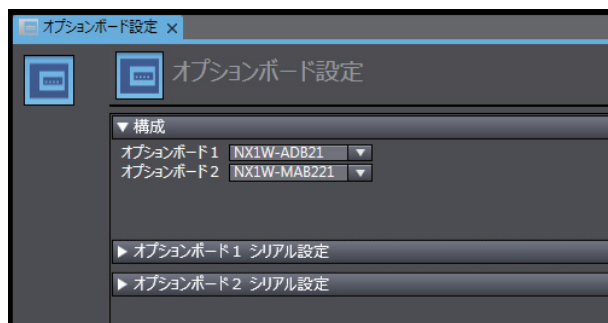 オプションボード設定 ×
オプションボード設定
▼構成
オプションボード1 NX1W-ADB21 ▼
オプションボード2 NX1W-MAB221 ▼
▶オプションボード1 シリアル設定
▶オプションボード2 シリアル設定